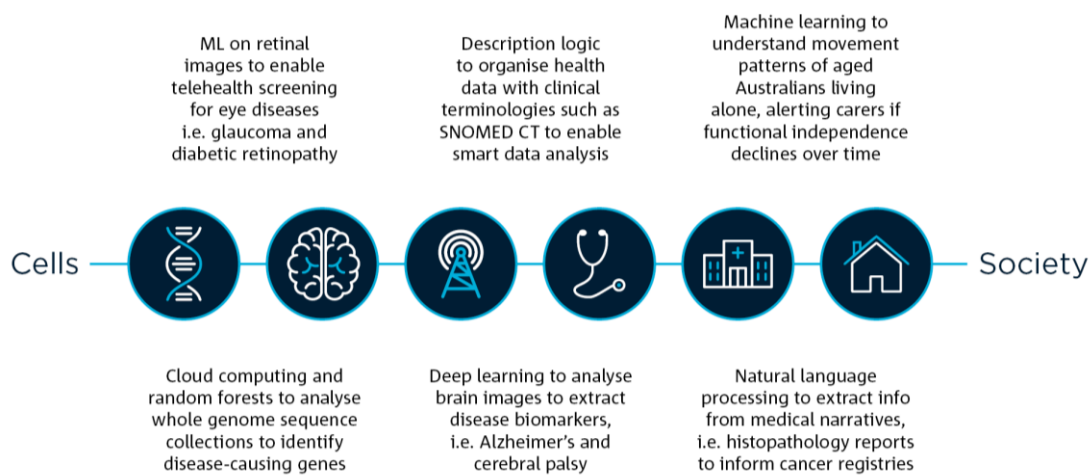 ML on retinal
images to enable
telehealth screening
for eye diseases
i.e. glaucoma and
diabetic retinopathy
Description logic
to organise health
data with clinical
terminologies such as
SNOMED CT to enable
smart data analysis
Machine learning to
understand movement
patterns of aged
Australians living
alone, alerting carers if
functional independence
declines over time
Cells
Society
Cloud computing and
random forests to analyse
whole genome sequence
collections to identify
disease-causing genes
Deep learning to analyse
brain images to extract
disease biomarkers,
i.e. Alzheimer's and
cerebral palsy
Natural language
processing to extract info
from medical narratives,
i.e. histopathology reports
to inform cancer registries